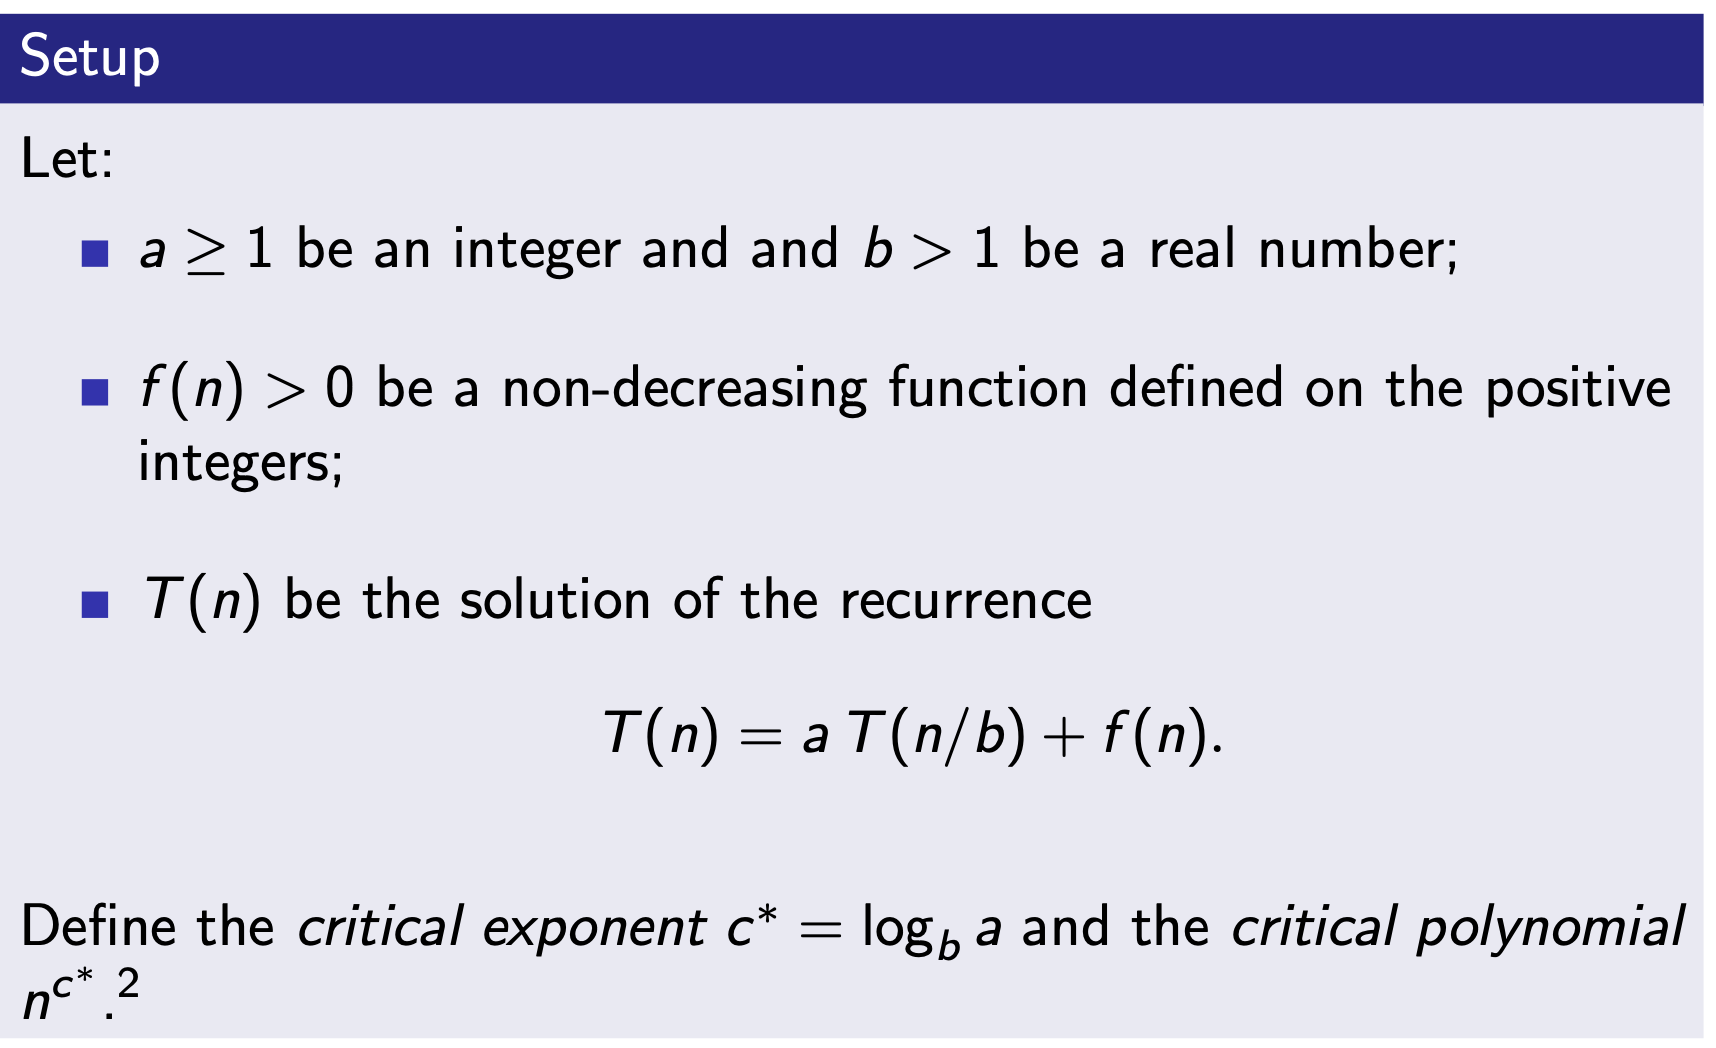 Setup
Let:
■ a ≥ 1 be an integer and and b > 1 be a real number;
■ f(n) > 0 be a non-decreasing function defined on the positive
integers;
■ T(n) be the solution of the recurrence
T(n) = a T(n/b) + f(n).
Define the critical exponent c* = log_b a and the critical polynomial
n^{c*}.²